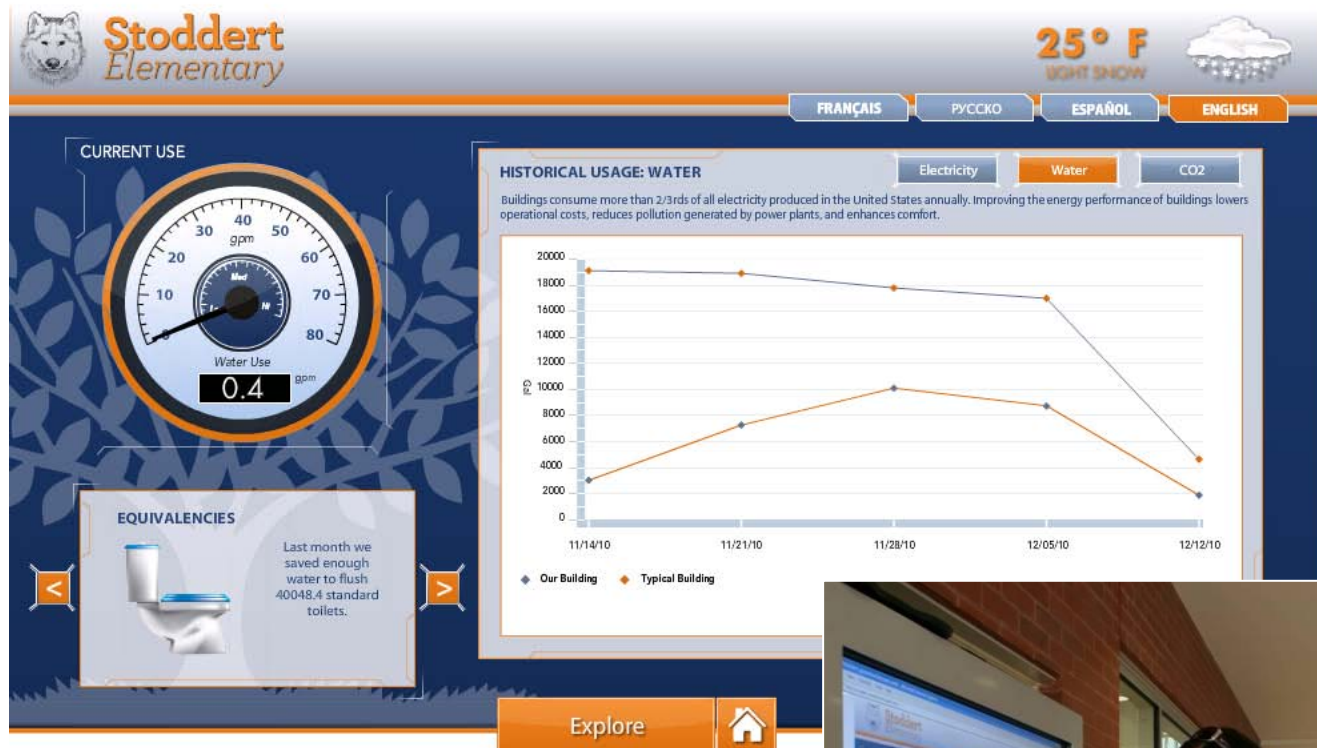 Stoddert
Elementary
25° F
LIGHT SNOW
FRANÇAIS
РУССКО
ESPAÑOL
ENGLISH
CURRENT USE
0
10
20
30
40
50
60
70
80
gpm
Med
Hi
Water Use
0.4
gpm
HISTORICAL USAGE: WATER
Electricity
Water
CO2
Buildings consume more than 2/3rds of all electricity produced in the United States annually. Improving the energy performance of buildings lowers
operational costs, reduces pollution generated by power plants, and enhances comfort.
20000
18000
16000
14000
12000
10000
8000
6000
4000
2000
0
Gal
11/14/10
11/21/10
11/28/10
12/05/10
12/12/10
Our Building
Typical Building
EQUIVALENCIES
Last month we
saved enough
water to flush
40048.4 standard
toilets.
<
>
Explore
Stoddert